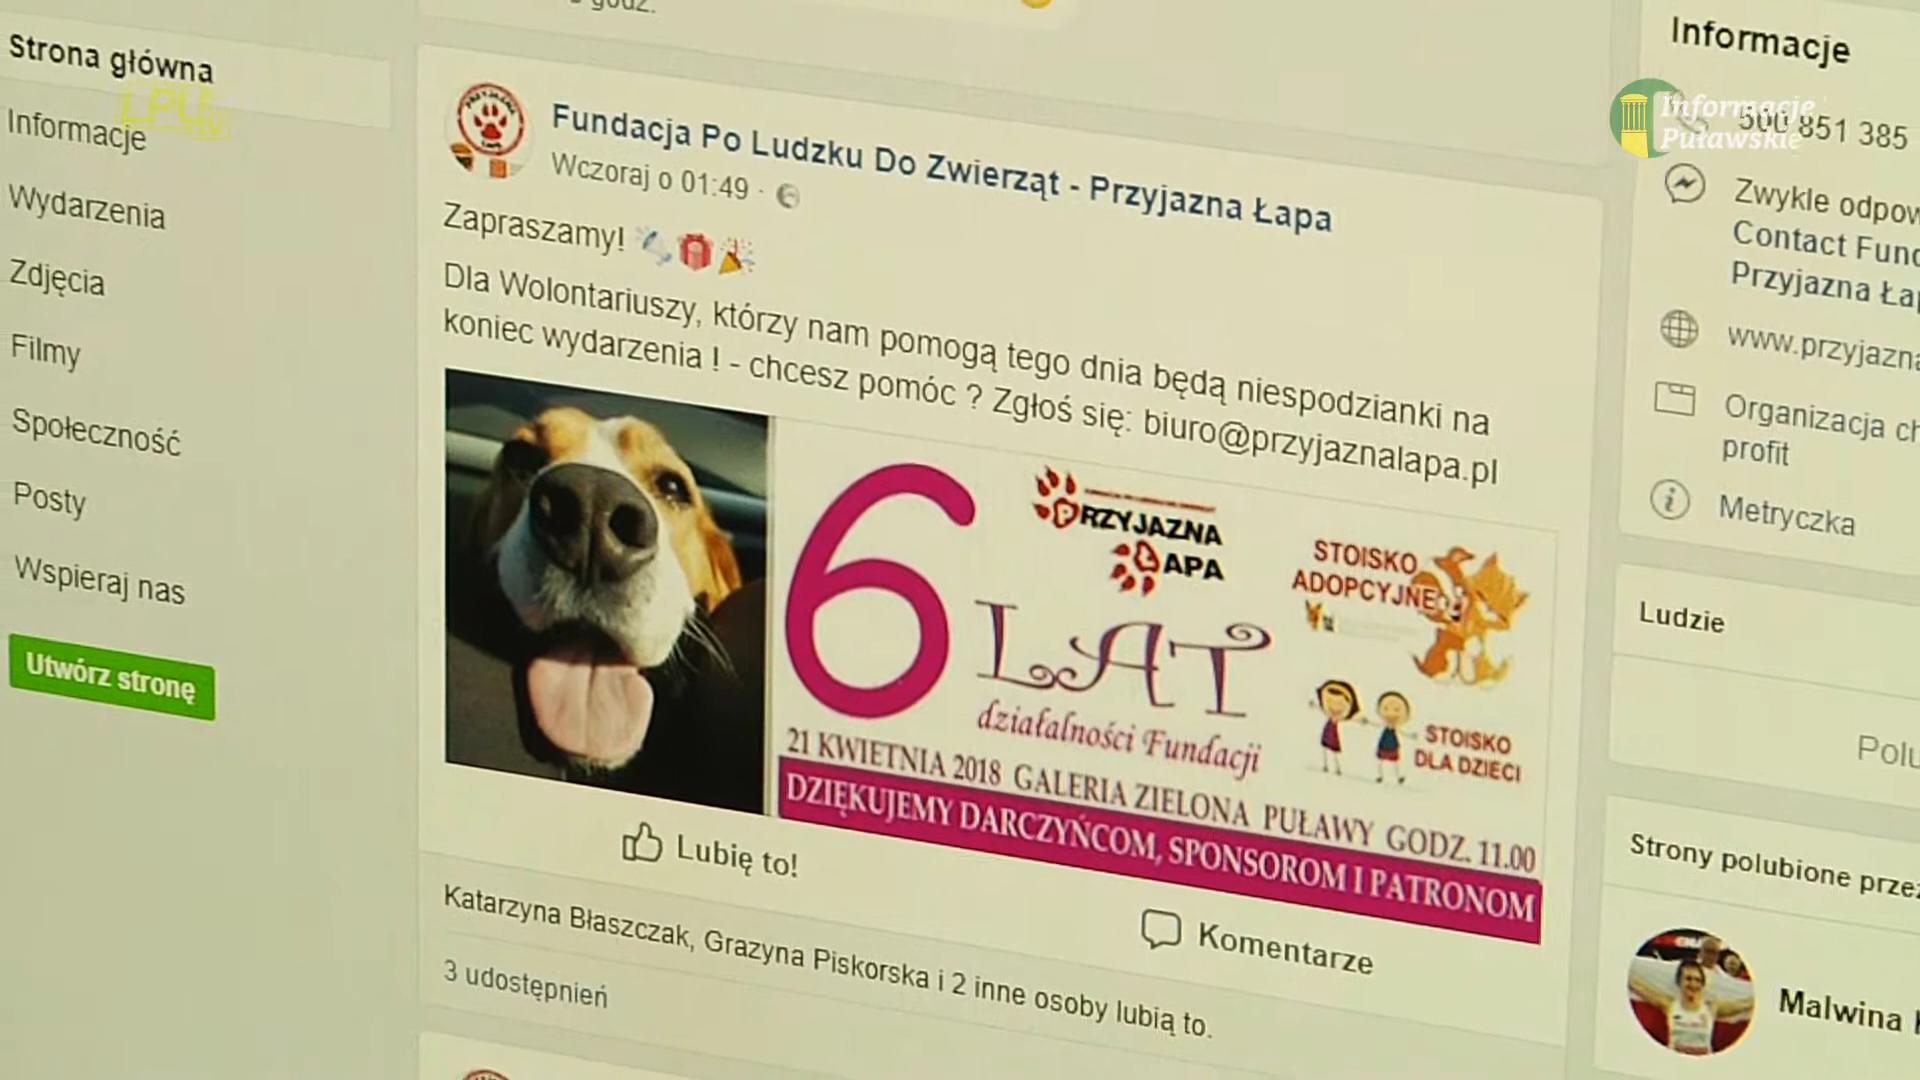 Strona główna
Informacje
Wydarzenia
Zdjęcia
Filmy
Społeczność
Posty
Wspieraj nas
Utwórz stronę
LPU tv
Fundacja Po Ludzku Do Zwierząt - Przyjazna Łapa
Wczoraj o 01:49 ·
Zapraszamy!
Dla Wolontariuszy, którzy nam pomogą tego dnia będą niespodzianki na
koniec wydarzenia ! - chcesz pomóc ? Zgłoś się: biuro@przyjaznalapa.pl
6
PRZYJAZNA
ŁAPA
LAT
działalności Fundacji
STOISKO
ADOPCYJNE
STOISKO
DLA DZIECI
21 KWIETNIA 2018 GALERIA ZIELONA PUŁAWY GODZ. 11.00
DZIĘKUJEMY DARCZYŃCOM, SPONSOROM I PATRONOM
Lubię to!
Komentarze
Katarzyna Błaszczak, Grazyna Piskorska i 2 inne osoby lubią to.
3 udostępnień
Informacje
Informacje
Puławskie
500 851 385
Zwykle odpow
Contact Fund
Przyjazna Łap
www.przyjazna
Organizacja ch
profit
Metryczka
Ludzie
Polu
Strony polubione przez
Malwina